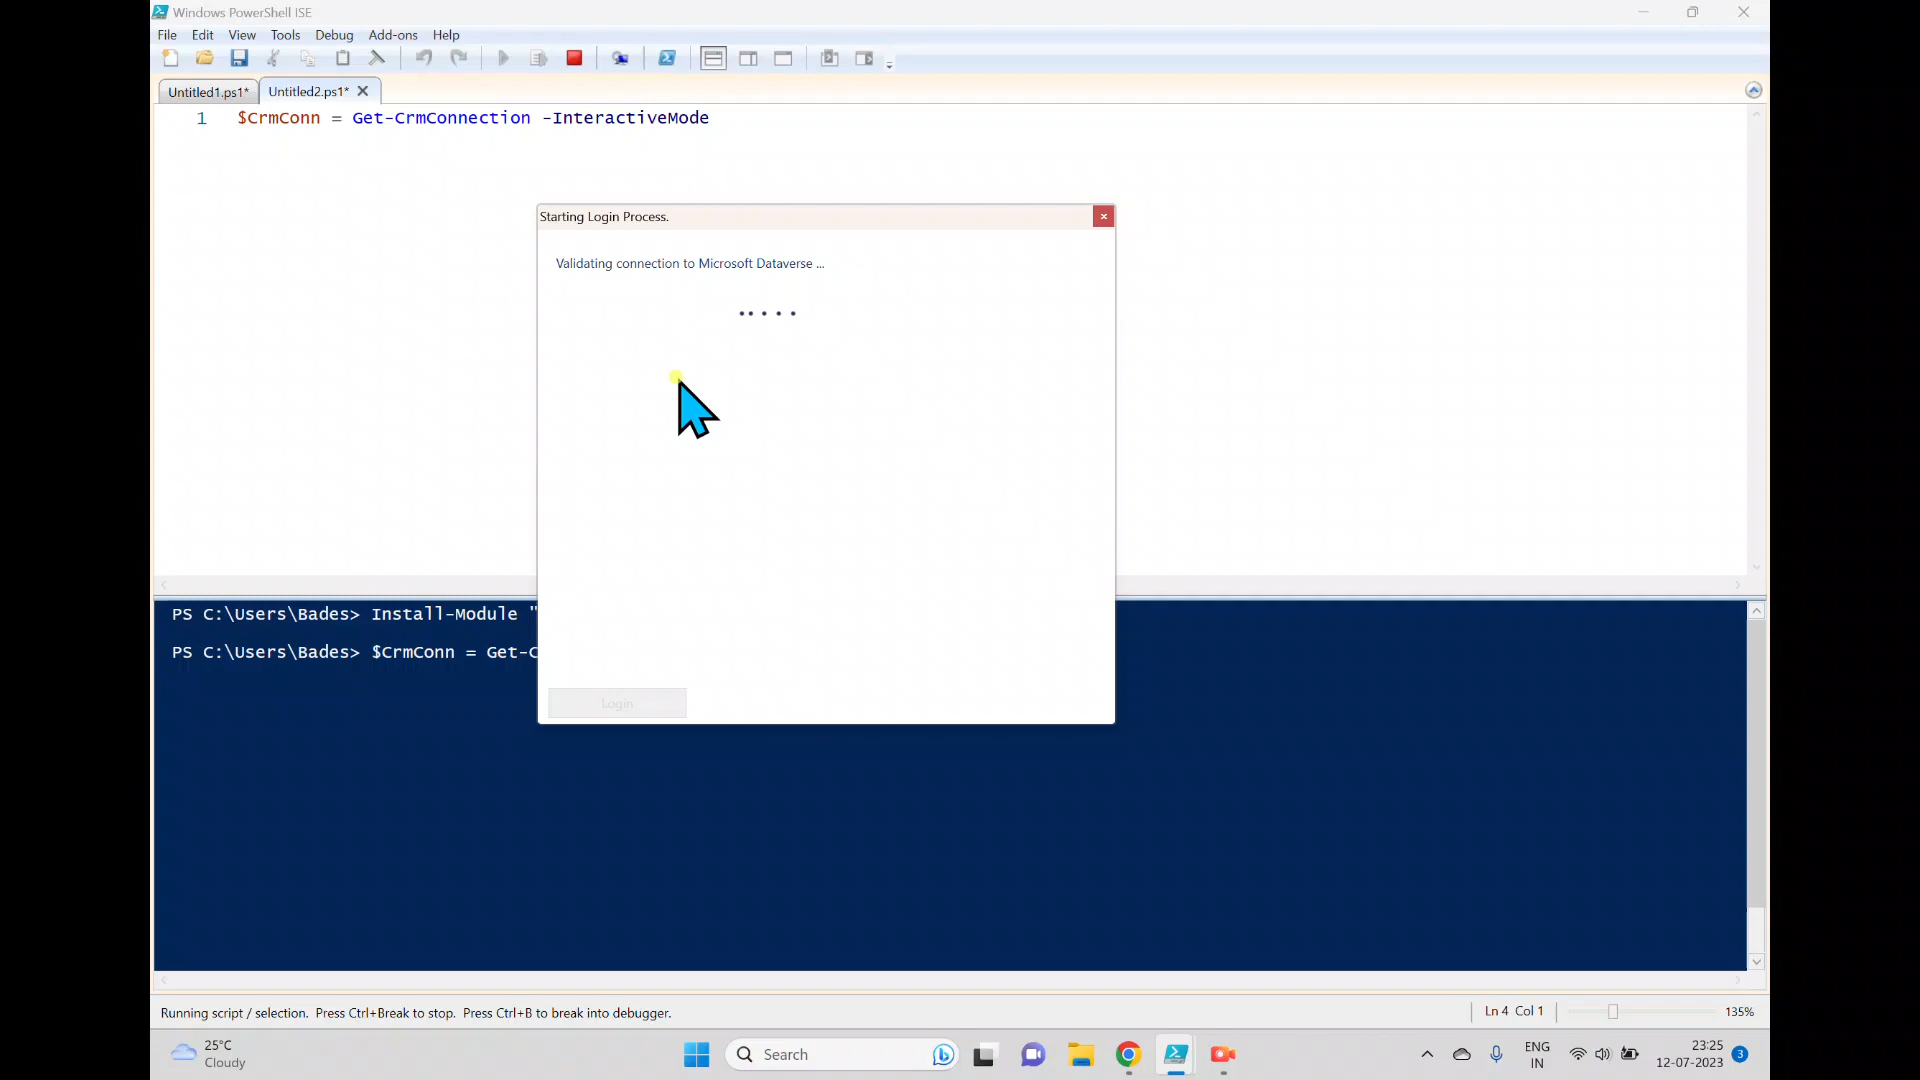 Windows PowerShell ISE
File Edit View Tools Debug Add-ons Help
Untitled1.ps1* Untitled2.ps1*
1 $CrmConn = Get-CrmConnection -InteractiveMode
Starting Login Process.
Validating connection to Microsoft Dataverse ...
PS C:\Users\Bades> Install-Module "
PS C:\Users\Bades> $CrmConn = Get-C
Login
Running script / selection. Press Ctrl+Break to stop. Press Ctrl+B to break into debugger.
Ln 4 Col 1
135%
25°C
Cloudy
Search
ENG
IN
23:25
12-07-2023
3